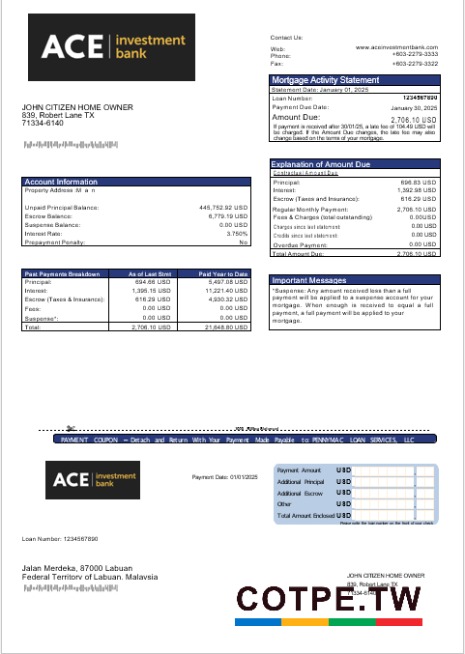 ACE investment bank
Contact Us:
Web: www.aceinvestmentbank.com
Phone: +603-2279-3333
Fax: +603-2279-3322
Mortgage Activity Statement
Statement Date: January 01, 2025
Loan Number: 1234567890
Payment Due Date: January 30, 2025
Amount Due: 2,706.10 USD
If payment is received after 30/01/25, a late fee of 104.49 USD will
be charged. If the Amount Due changes, the late fee may also
change based on the terms of your mortgage.
JOHN CITIZEN HOME OWNER
839, Robert Lane TX
71334-6140
Explanation of Amount Due
Contractual Amount Due
Principal: 696.83 USD
Interest: 1,392.98 USD
Escrow (Taxes and Insurance): 616.29 USD
Regular Monthly Payment: 2,706.10 USD
Fees & Charges (total outstanding) 0.00USD
Charges since last statement: 0.00 USD
Credits since last statement: 0.00 USD
Overdue Payment: 0.00 USD
Total Amount Due: 2,706.10 USD
Account Information
Property Address: M a n
Unpaid Principal Balance: 445,752.92 USD
Escrow Balance: 6,779.19 USD
Suspense Balance: 0.00 USD
Interest Rate: 3.750%
Prepayment Penalty: No
Past Payments Breakdown As of Last Stmt Paid Year to Date
Principal: 694.66 USD 5,497.08 USD
Interest: 1,395.15 USD 11,221.40 USD
Escrow (Taxes & Insurance): 616.29 USD 4,930.32 USD
Fees: 0.00 USD 0.00 USD
Suspense*: 0.00 USD 0.00 USD
Total: 2,706.10 USD 21,648.80 USD
Important Messages
*Suspense: Any amount received less than a full
payment will be applied to a suspense account for your
mortgage. When enough is received to equal a full
payment, a full payment will be applied to your
mortgage.
PAYMENT COUPON – Detach and Return With Your Payment Made Payable to PENNYMAC LOAN SERVICES, LLC
ACE investment bank
Payment Date: 01/01/2025
Payment Amount USD
Additional Principal USD
Additional Escrow USD
Other USD
Total Amount Enclosed USD
Loan Number: 1234567890
Jalan Merdeka, 87000 Labuan
Federal Territory of Labuan, Malaysia
JOHN CITIZEN HOME OWNER
839, Robert Lane TX
71334-6140
COTPE.TW